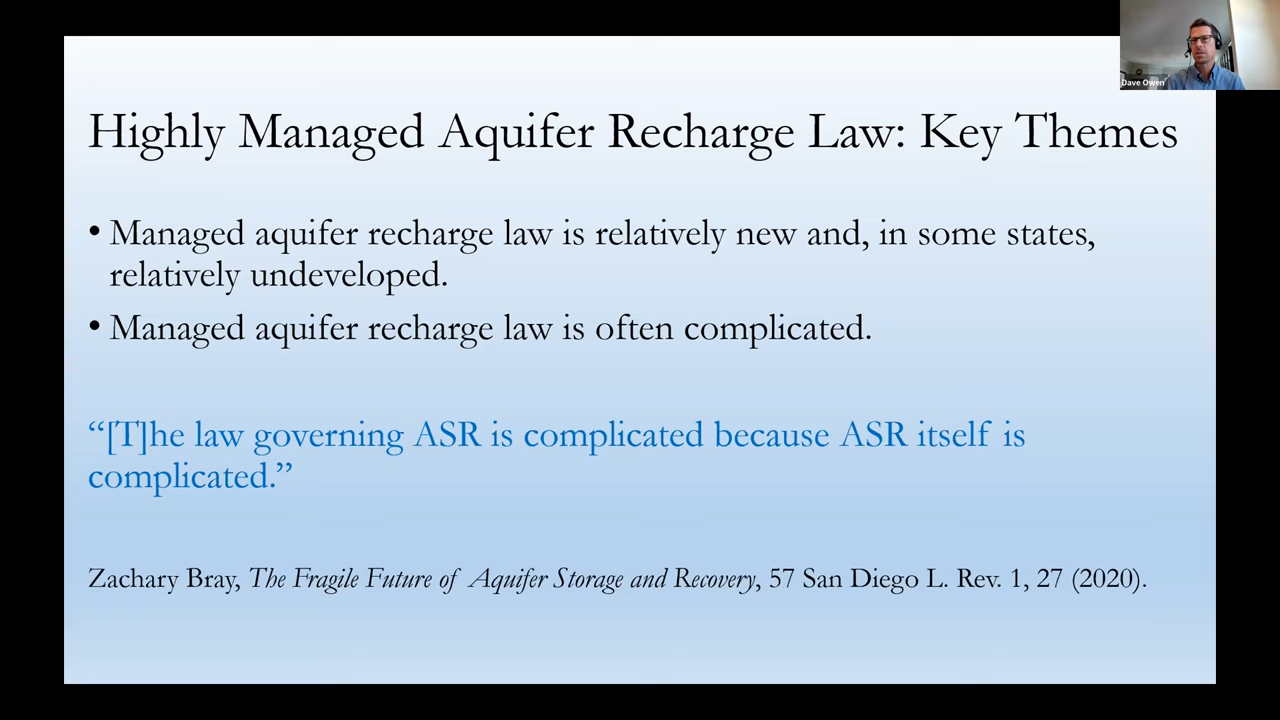 Dave Owen
Highly Managed Aquifer Recharge Law: Key Themes
• Managed aquifer recharge law is relatively new and, in some states,
relatively undeveloped.
• Managed aquifer recharge law is often complicated.
“[T]he law governing ASR is complicated because ASR itself is
complicated.”
Zachary Bray, The Fragile Future of Aquifer Storage and Recovery, 57 San Diego L. Rev. 1, 27 (2020).